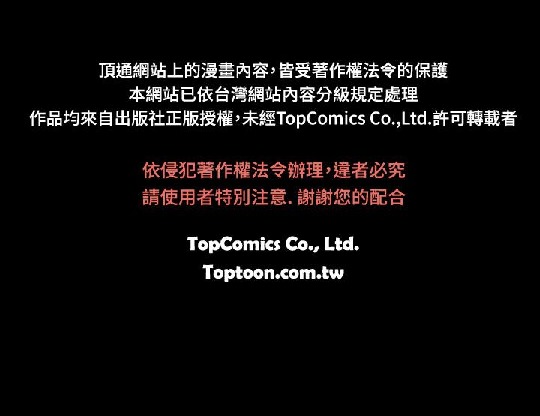 頂通網站上的漫畫內容，皆受著作權法令的保護
本網站已依台灣網站內容分級規定處理
作品均來自出版社正版授權，未經TopComics Co.,Ltd.許可轉載者
依侵犯著作權法令辦理，違者必究
請使用者特別注意. 謝謝您的配合
TopComics Co., Ltd.
Toptoon.com.tw